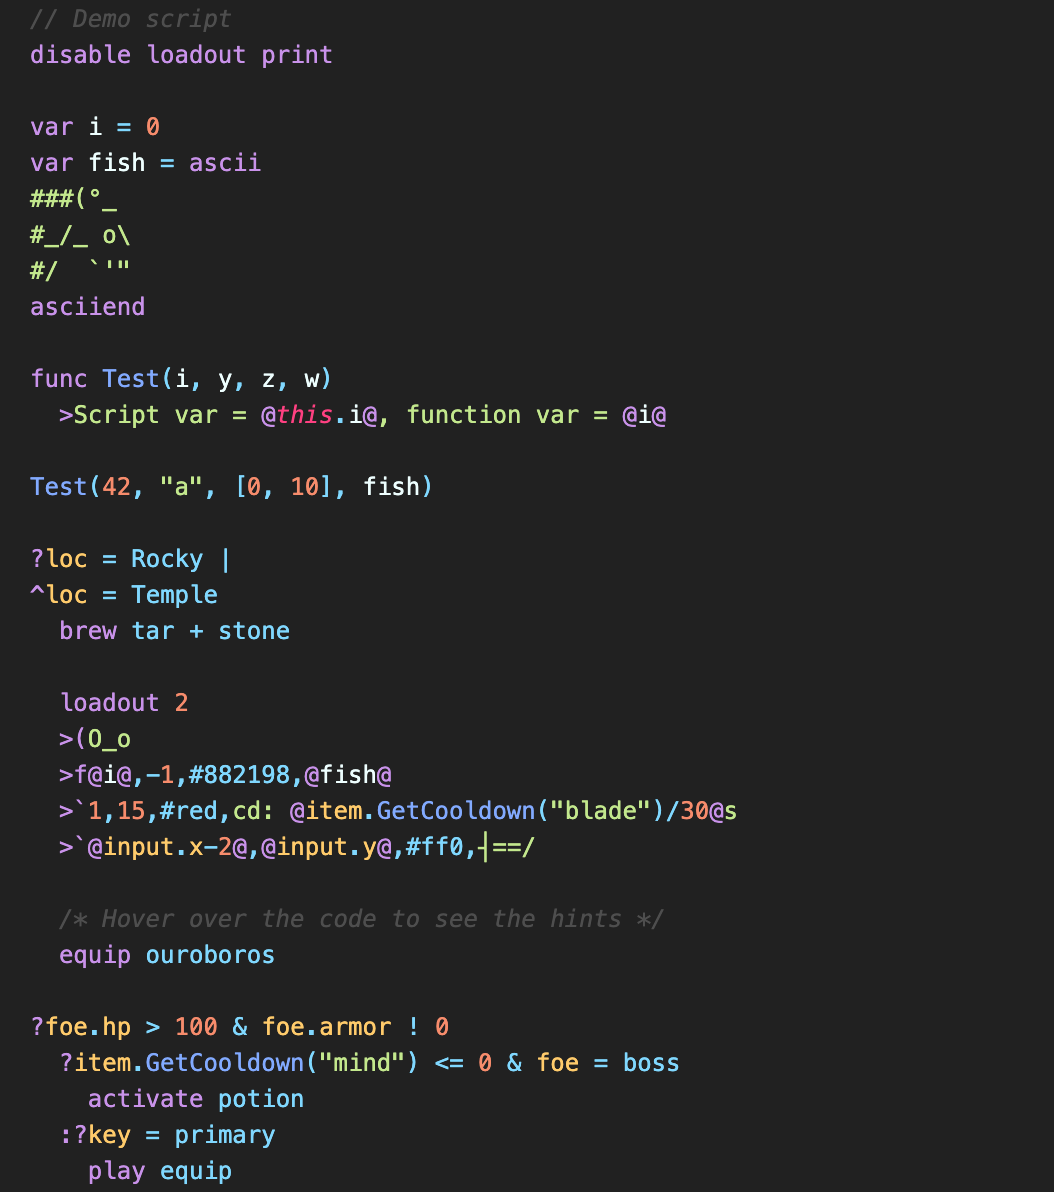 // Demo script
disable loadout print

var i = 0
var fish = ascii
###(°_
#_/_ o\
#/  `'"
asciiend

func Test(i, y, z, w)
  >Script var = @this.i@, function var = @i@

Test(42, "a", [0, 10], fish)

?loc = Rocky |
^loc = Temple
  brew tar + stone

  loadout 2
  >(O_o
  >f@i@,-1,#882198,@fish@
  >`1,15,#red,cd: @item.GetCooldown("blade")/30@s
  >`@input.x-2@,@input.y@,#ff0,┤==/

  /* Hover over the code to see the hints */
  equip ouroboros

?foe.hp > 100 & foe.armor ! 0
  ?item.GetCooldown("mind") <= 0 & foe = boss
    activate potion
  :?key = primary
    play equip